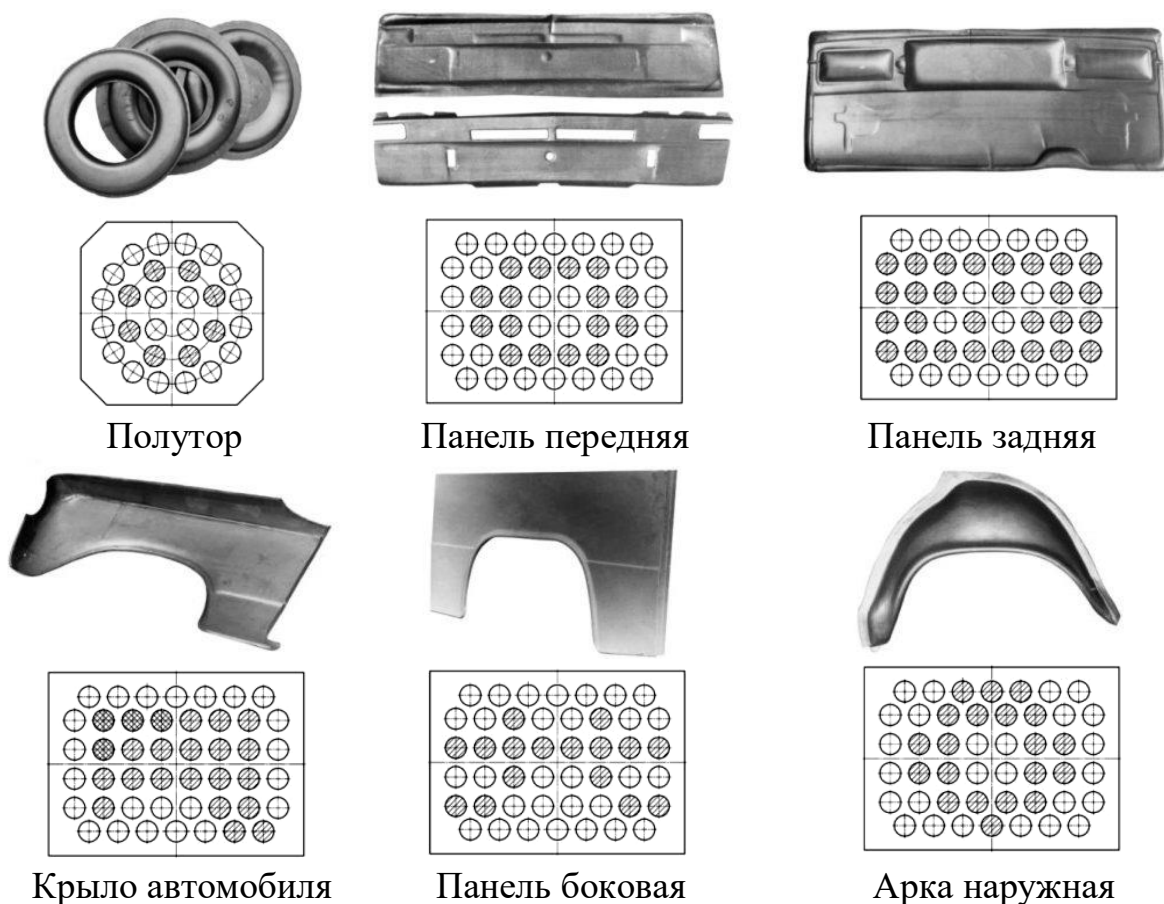 Полутор
Панель передняя
Панель задняя
Крыло автомобиля
Панель боковая
Арка наружная